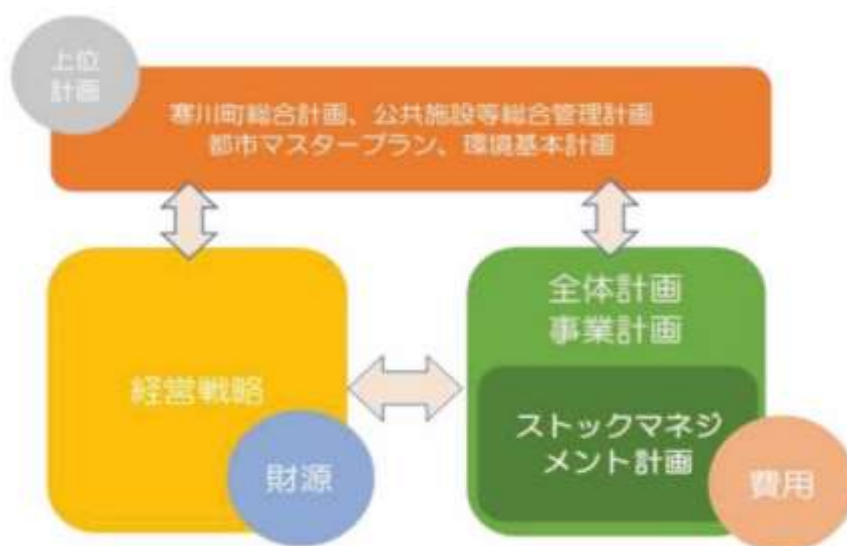 上位
計画
寒川町総合計画、公共施設等総合管理計画
都市マスタープラン、環境基本計画
経営戦略
財源
全体計画
事業計画
ストックマネジ
メント計画
費用